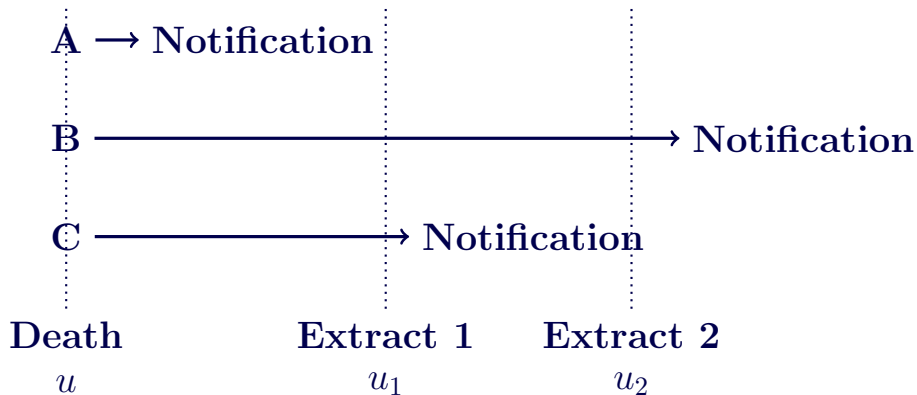 A Notification
B Notification
C Notification
Death Extract 1 Extract 2
u u₁ u₂